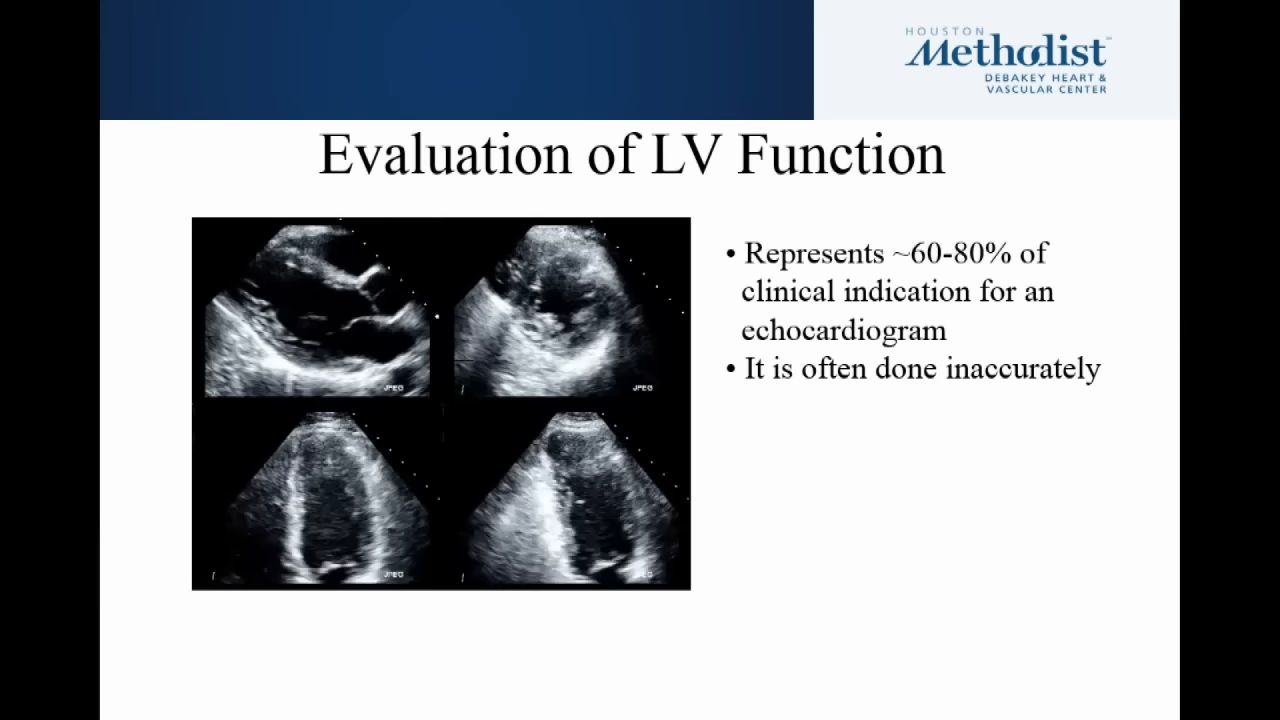 HOUSTON
Methodist
DEBAKEY HEART &
VASCULAR CENTER
Evaluation of LV Function
• Represents ~60-80% of
clinical indication for an
echocardiogram
• It is often done inaccurately
JPEG
JPEG
JPEG
JPEG